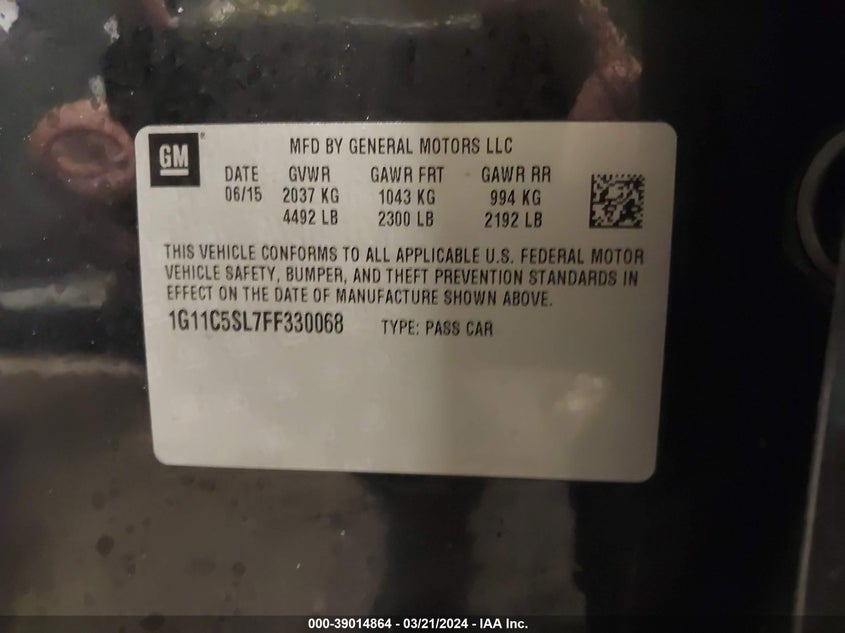 GM®
MFD BY GENERAL MOTORS LLC
DATE GVWR GAWR FRT GAWR RR
06/15 2037 KG 1043 KG 994 KG
4492 LB 2300 LB 2192 LB
THIS VEHICLE CONFORMS TO ALL APPLICABLE U.S. FEDERAL MOTOR
VEHICLE SAFETY, BUMPER, AND THEFT PREVENTION STANDARDS IN
EFFECT ON THE DATE OF MANUFACTURE SHOWN ABOVE.
1G11C5SL7FF330068 TYPE: PASS CAR
000-39014864 - 03/21/2024 - IAA Inc.